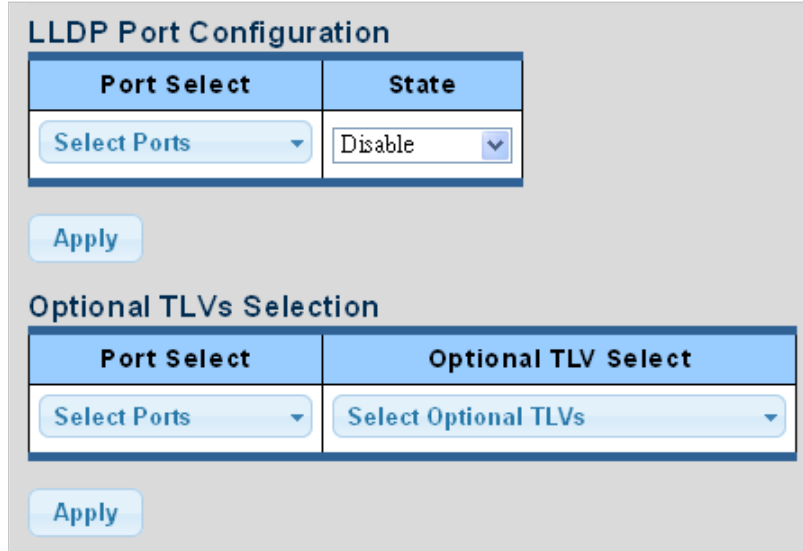 LLDP Port Configuration
Port Select State
Select Ports Disable
Apply
Optional TLVs Selection
Port Select Optional TLV Select
Select Ports Select Optional TLVs
Apply